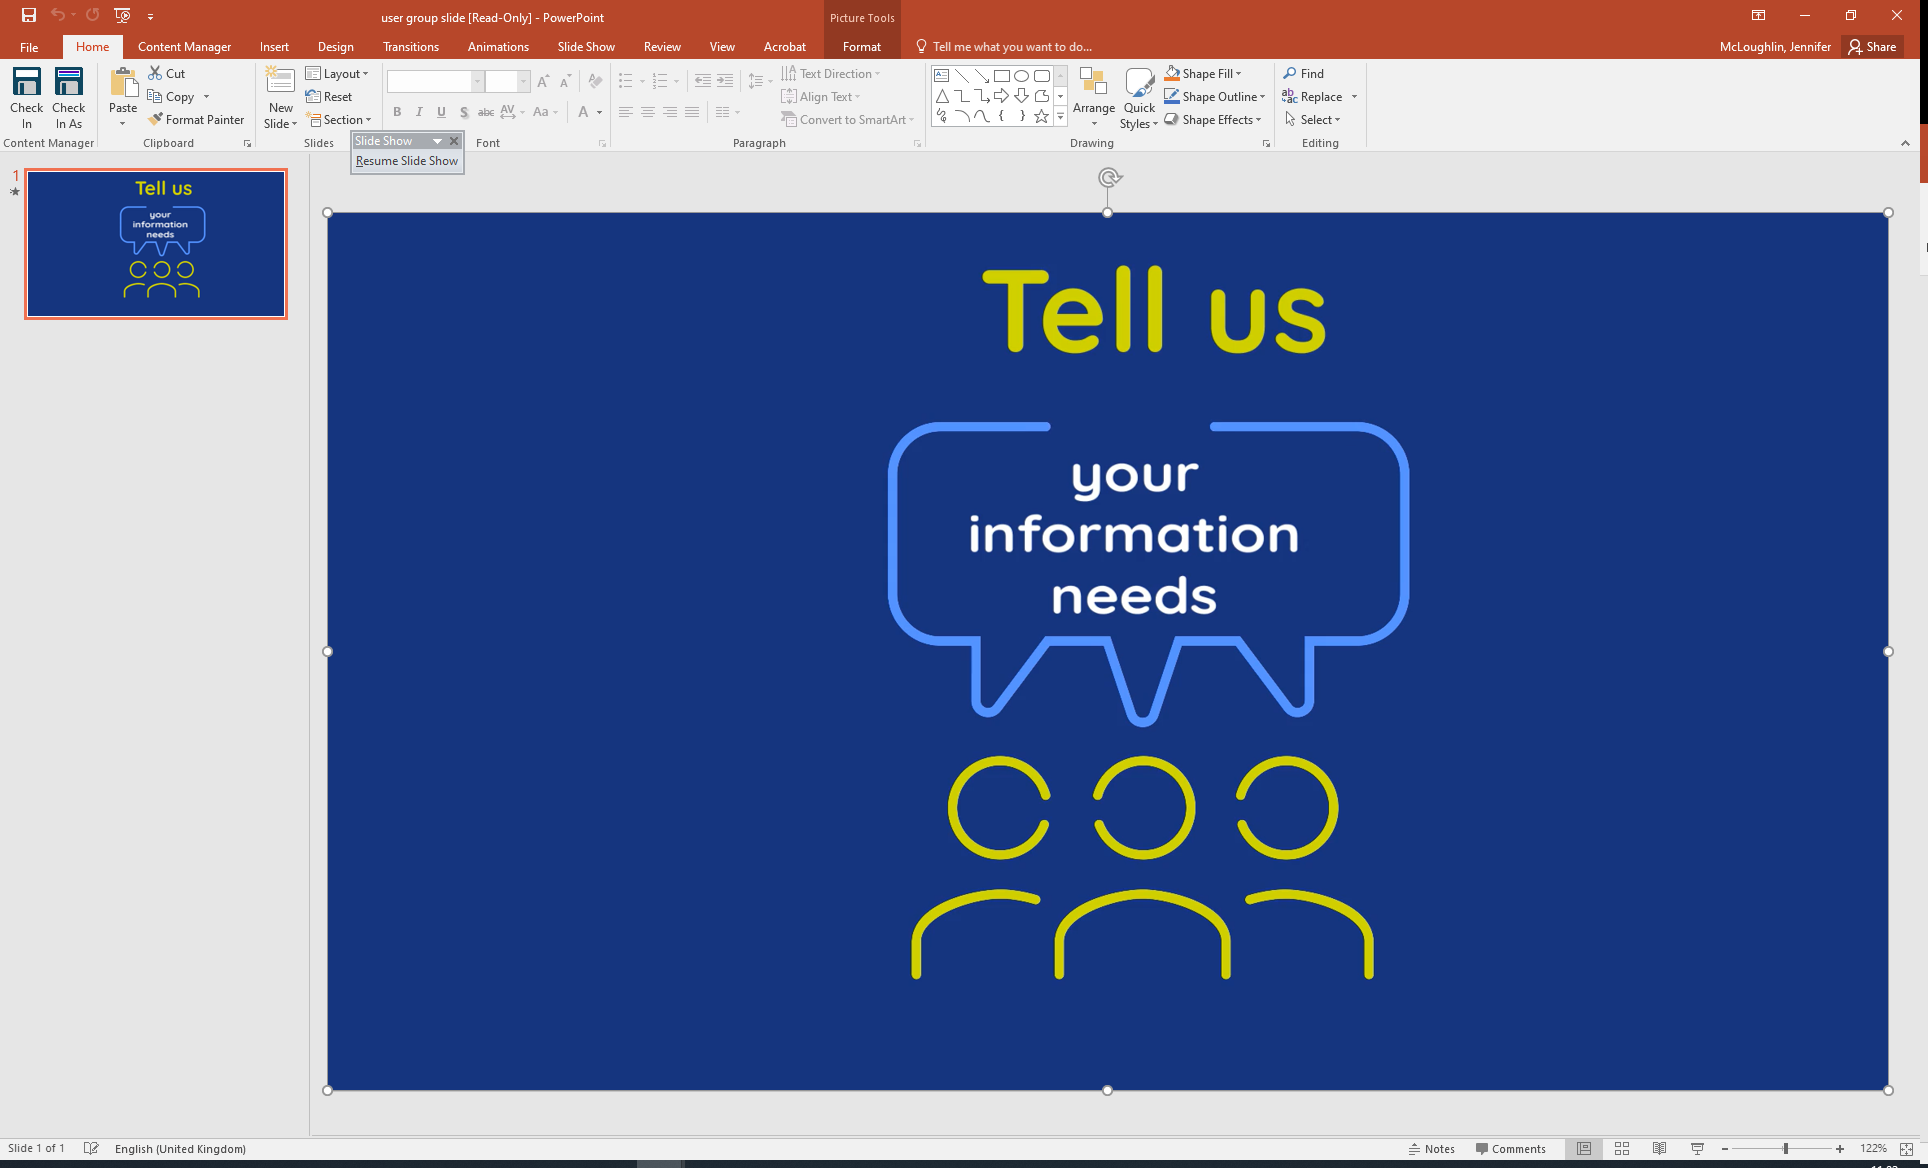 user group slide [Read-Only] - PowerPoint
Picture Tools
File
Home
Content Manager
Insert
Design
Transitions
Animations
Slide Show
Review
View
Acrobat
Format
Tell me what you want to do...
McLoughlin, Jennifer
Share
Check In
Check In As
Content Manager
Paste
Cut
Copy
Format Painter
Clipboard
New Slide
Layout
Reset
Section
Slides
B I U S abc AV Aa A
Font
Text Direction
Align Text
Convert to SmartArt
Paragraph
Arrange
Quick Styles
Shape Fill
Shape Outline
Shape Effects
Drawing
Find
Replace
Select
Editing
Slide Show
Resume Slide Show
1
Tell us
your
information
needs
Tell us
your
information
needs
Slide 1 of 1
English (United Kingdom)
Notes
Comments
122%